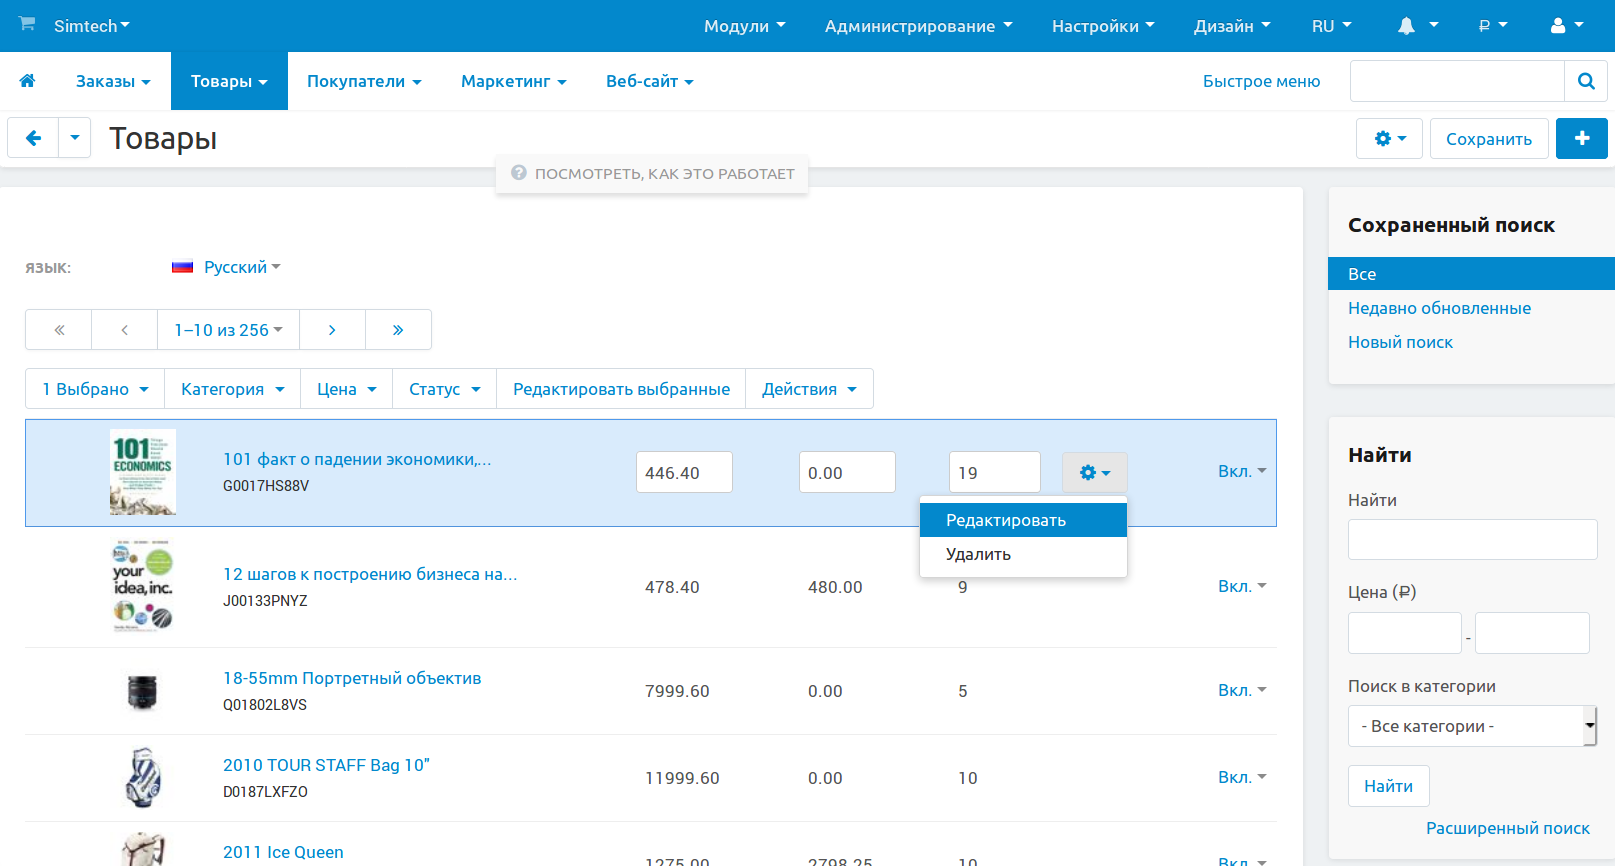 Simtech
Модули
Администрирование
Настройки
Дизайн
RU
₽
Заказы
Товары
Покупатели
Маркетинг
Веб-сайт
Быстрое меню
Товары
Сохранить
ПОСМОТРЕТЬ, КАК ЭТО РАБОТАЕТ
ЯЗЫК:
Русский
1–10 из 256
1 Выбрано
Категория
Цена
Статус
Редактировать выбранные
Действия
101 ECONOMICS
101 факт о падении экономики,...
G0017HS88V
446.40
0.00
19
Вкл.
Редактировать
Удалить
your idea, inc.
12 шагов к построению бизнеса на...
J00133PNYZ
478.40
480.00
9
Вкл.
18-55mm Портретный объектив
Q01802L8VS
7999.60
0.00
5
Вкл.
2010 TOUR STAFF Bag 10"
D0187LXFZO
11999.60
0.00
10
Вкл.
2011 Ice Queen
1275.00
2798.25
10
Вкл.
Сохраненный поиск
Все
Недавно обновленные
Новый поиск
Найти
Найти
Цена (₽)
-
Поиск в категории
- Все категории -
Найти
Расширенный поиск